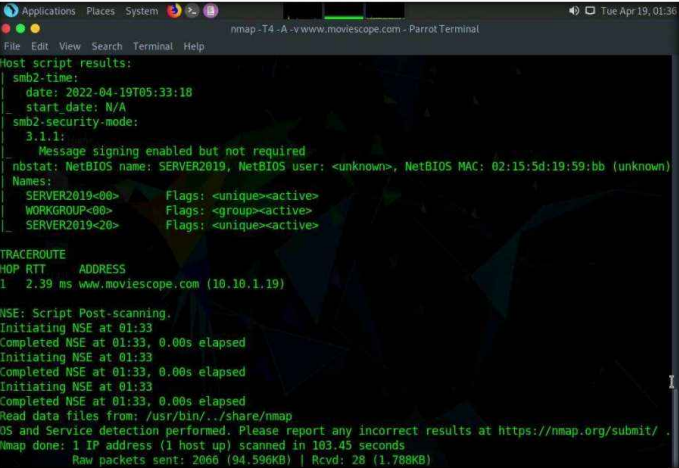 Applications Places System Tue Apr 19, 01:36
nmap -T4 -A -v www.moviescope.com - Parrot Terminal
File Edit View Search Terminal Help
Host script results:
| smb2-time:
|   date: 2022-04-19T05:33:18
|_  start_date: N/A
| smb2-security-mode:
|   3.1.1:
|_    Message signing enabled but not required
| nbstat: NetBIOS name: SERVER2019, NetBIOS user: <unknown>, NetBIOS MAC: 02:15:5d:19:59:bb (unknown)
| Names:
|   SERVER2019<00>       Flags: <unique><active>
|   WORKGROUP<00>        Flags: <group><active>
|_  SERVER2019<20>       Flags: <unique><active>
TRACEROUTE
HOP RTT     ADDRESS
1   2.39 ms www.moviescope.com (10.10.1.19)
NSE: Script Post-scanning.
Initiating NSE at 01:33
Completed NSE at 01:33, 0.00s elapsed
Initiating NSE at 01:33
Completed NSE at 01:33, 0.00s elapsed
Initiating NSE at 01:33
Completed NSE at 01:33, 0.00s elapsed
Read data files from: /usr/bin/../share/nmap
OS and Service detection performed. Please report any incorrect results at https://nmap.org/submit/ .
Nmap done: 1 IP address (1 host up) scanned in 103.45 seconds
           Raw packets sent: 2066 (94.596KB) | Rcvd: 28 (1.788KB)